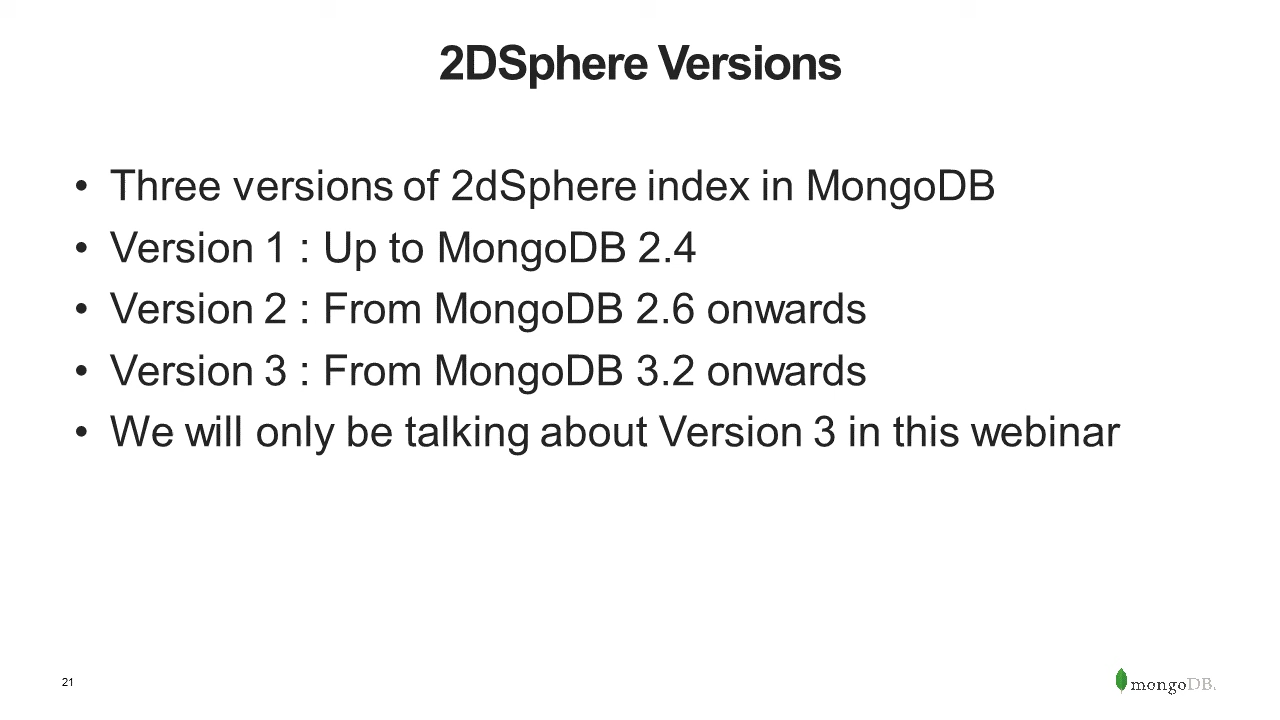 2DSphere Versions
• Three versions of 2dSphere index in MongoDB
• Version 1 : Up to MongoDB 2.4
• Version 2 : From MongoDB 2.6 onwards
• Version 3 : From MongoDB 3.2 onwards
• We will only be talking about Version 3 in this webinar
21
mongoDB.